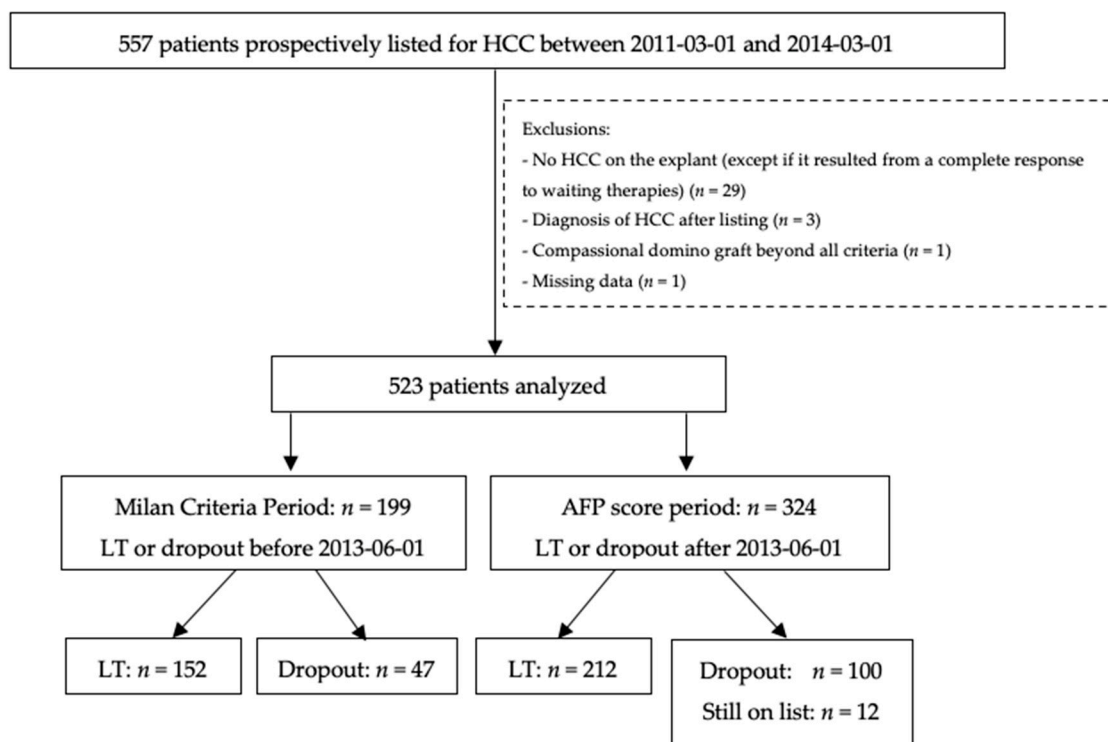 557 patients prospectively listed for HCC between 2011-03-01 and 2014-03-01
Exclusions:
- No HCC on the explant (except if it resulted from a complete response
to waiting therapies) (n = 29)
- Diagnosis of HCC after listing (n = 3)
- Compassional domino graft beyond all criteria (n = 1)
- Missing data (n = 1)
523 patients analyzed
Milan Criteria Period: n = 199
LT or dropout before 2013-06-01
AFP score period: n = 324
LT or dropout after 2013-06-01
LT: n = 152
Dropout: n = 47
LT: n = 212
Dropout: n = 100
Still on list: n = 12